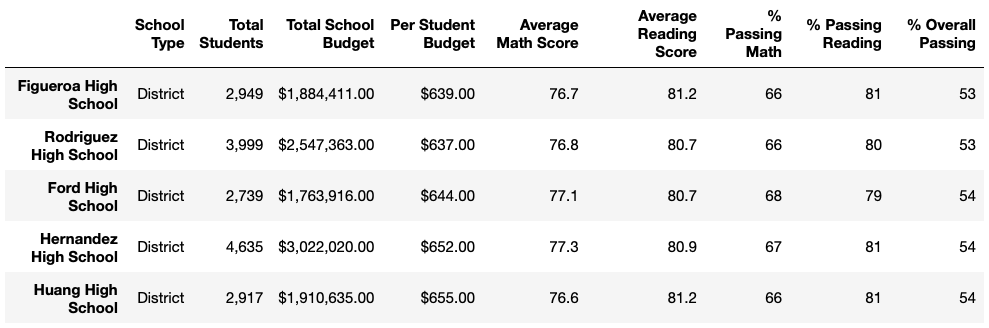 School Type Total Students Total School Budget Per Student Budget Average Math Score Average Reading Score % Passing Math % Passing Reading % Overall Passing
Figueroa High School District 2,949 $1,884,411.00 $639.00 76.7 81.2 66 81 53
Rodriguez High School District 3,999 $2,547,363.00 $637.00 76.8 80.7 66 80 53
Ford High School District 2,739 $1,763,916.00 $644.00 77.1 80.7 68 79 54
Hernandez High School District 4,635 $3,022,020.00 $652.00 77.3 80.9 67 81 54
Huang High School District 2,917 $1,910,635.00 $655.00 76.6 81.2 66 81 54